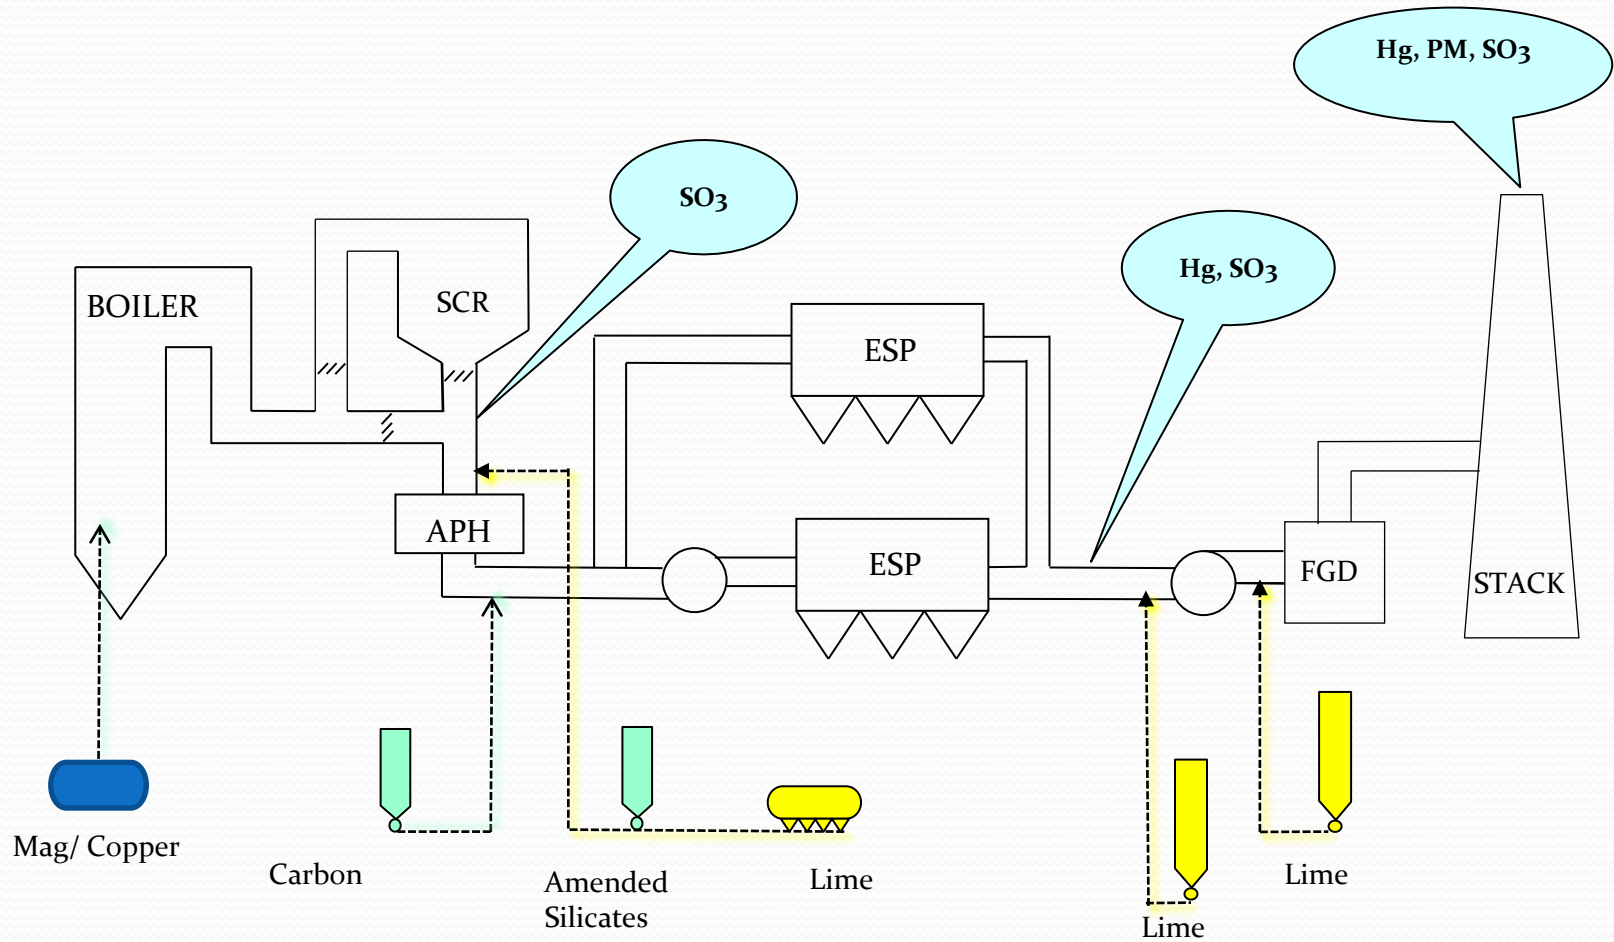 Hg, PM, SO3
SO3
Hg, SO3
BOILER
SCR
ESP
APH
ESP
FGD
STACK
Mag/ Copper
Carbon
Amended
Silicates
Lime
Lime
Lime